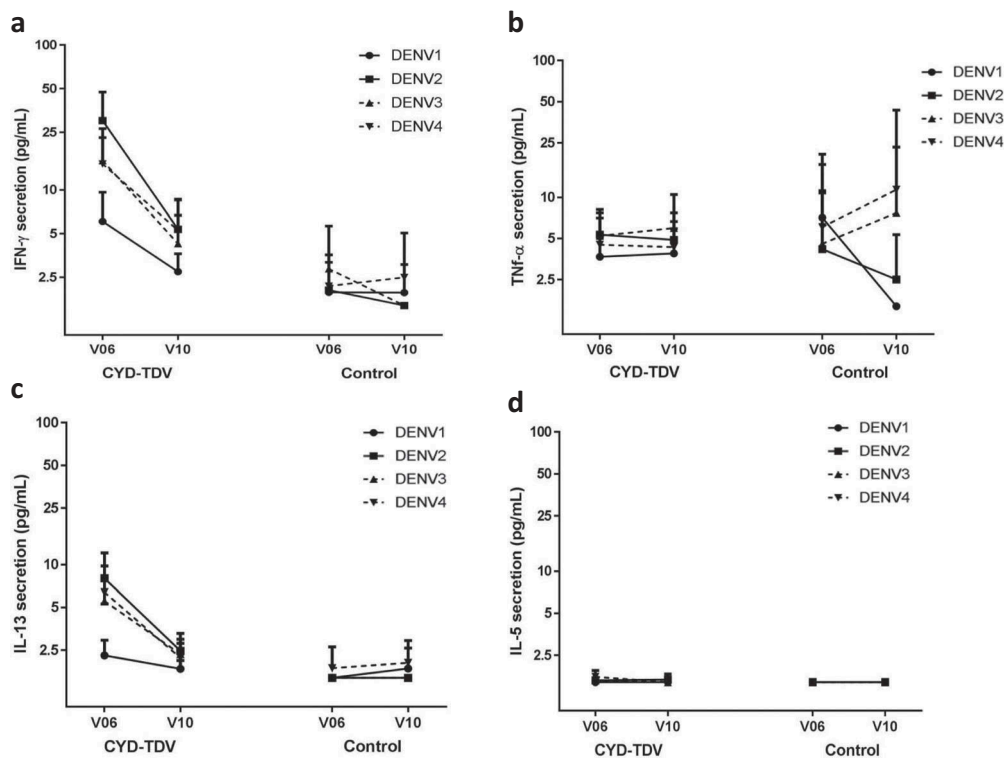 a
IFN-γ secretion (pg/mL)
100
50
25
10
5
2.5
DENV1
DENV2
DENV3
DENV4
V06
V10
V06
V10
CYD-TDV
Control
b
TNf-α secretion (pg/mL)
100
50
25
10
5
2.5
DENV1
DENV2
DENV3
DENV4
V06
V10
V06
V10
CYD-TDV
Control
c
IL-13 secretion (pg/mL)
100
50
25
10
5
2.5
DENV1
DENV2
DENV3
DENV4
V06
V10
V06
V10
CYD-TDV
Control
d
IL-5 secretion (pg/mL)
100
50
25
10
5
2.5
DENV1
DENV2
DENV3
DENV4
V06
V10
V06
V10
CYD-TDV
Control